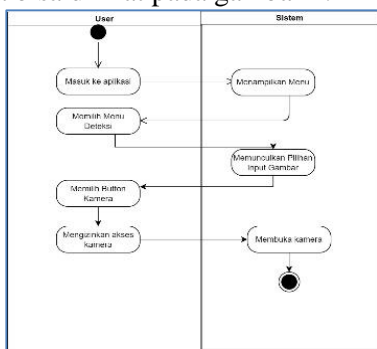 User Sistem
Masuk ke aplikasi
Menampilkan Menu
Memilih Menu
Deteksi
Memunculkan Pilihan
Input Gambar
Memilih Button
Kamera
Mengizinkan akses
kamera
Membuka kamera